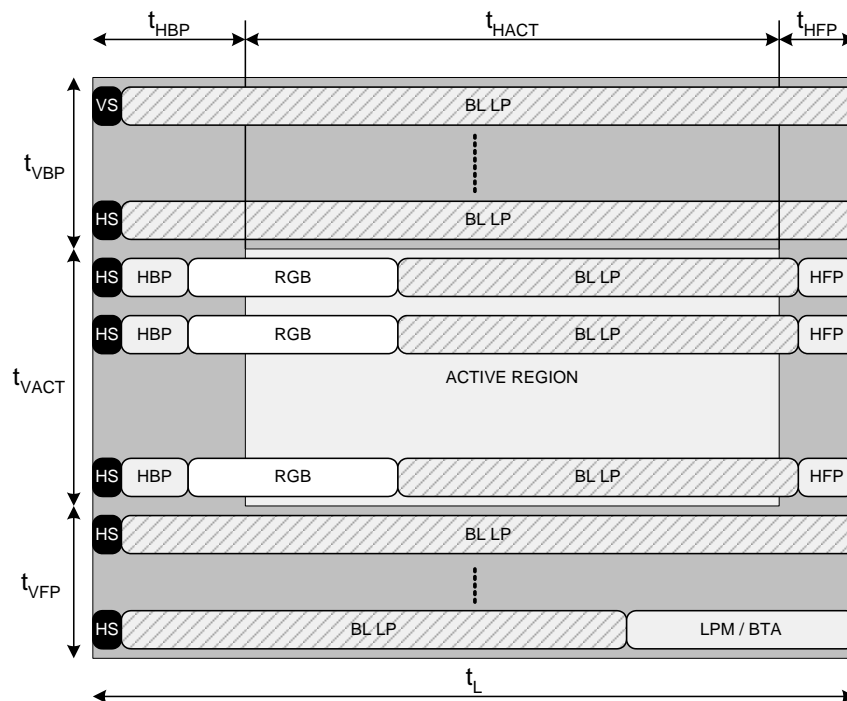 tHBP tHACT tHFP
VS BL LP
tVBP
HS BL LP
HS HBP RGB BL LP HFP
HS HBP RGB BL LP HFP
tVACT ACTIVE REGION
HS HBP RGB BL LP HFP
HS BL LP
tVFP
HS BL LP LPM / BTA
tL